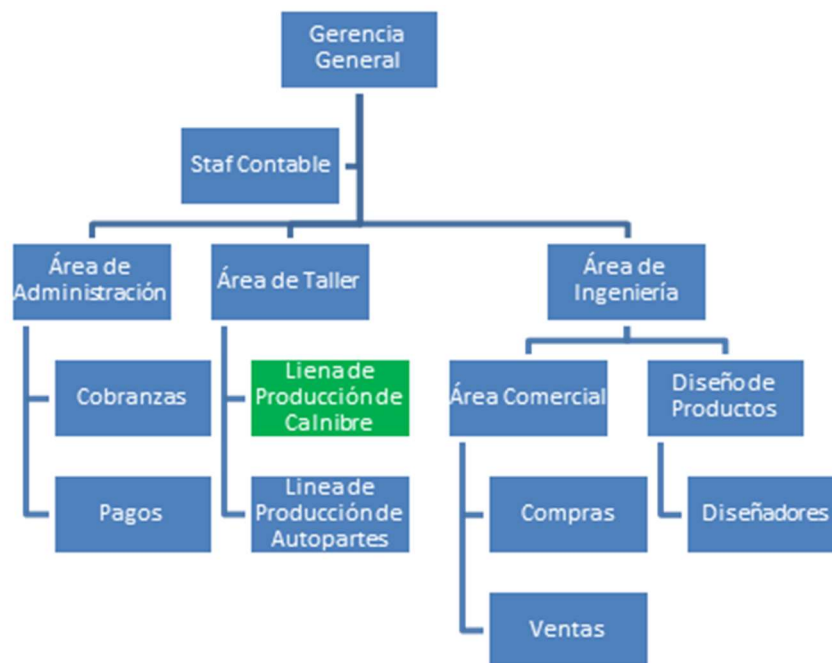 Gerencia
General
Staf Contable
Área de
Administración
Área de Taller
Área de
Ingeniería
Cobranzas
Liena de
Producción de
Calnibre
Área Comercial
Diseño de
Productos
Pagos
Linea de
Producción de
Autopartes
Compras
Diseñadores
Ventas